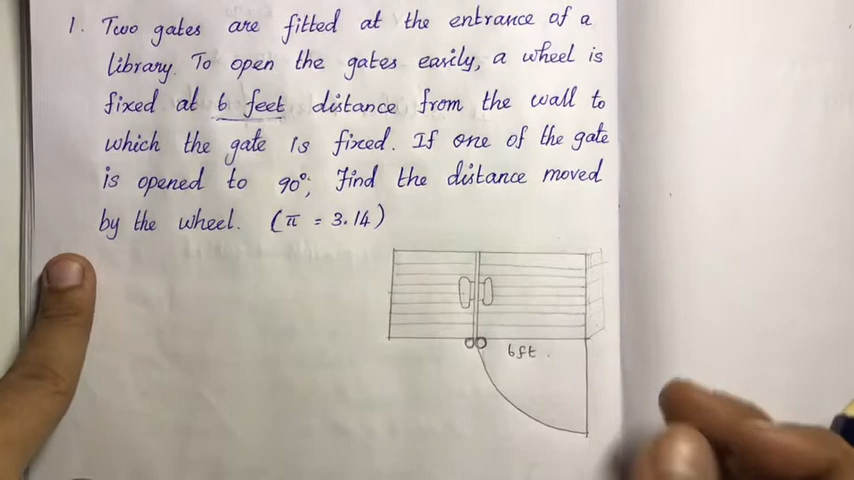 1. Two gates are fitted at the entrance of a
library. To open the gates easily, a wheel is
fixed at 6 feet distance from the wall to
which the gate is fixed. If one of the gate
is opened to 90°, Find the distance moved
by the wheel. (π = 3.14)
6ft.